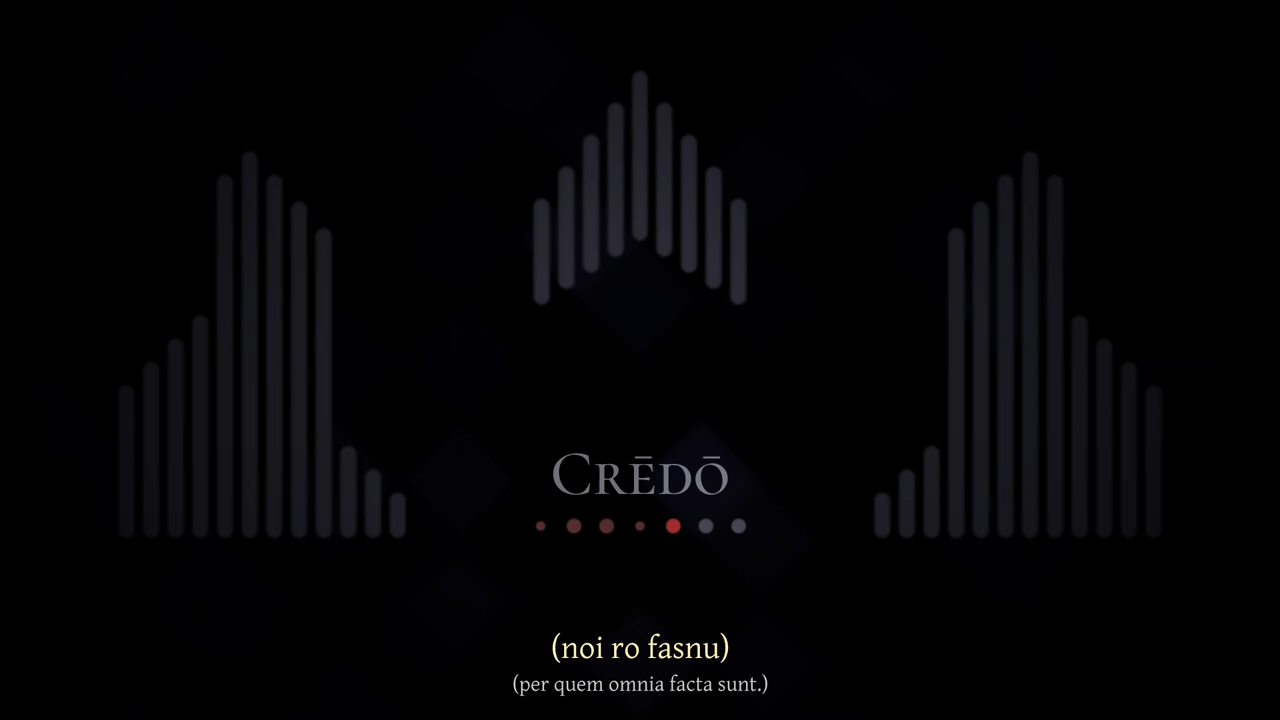 Crēdō
(noi ro fasnu)
(per quem omnia facta sunt.)